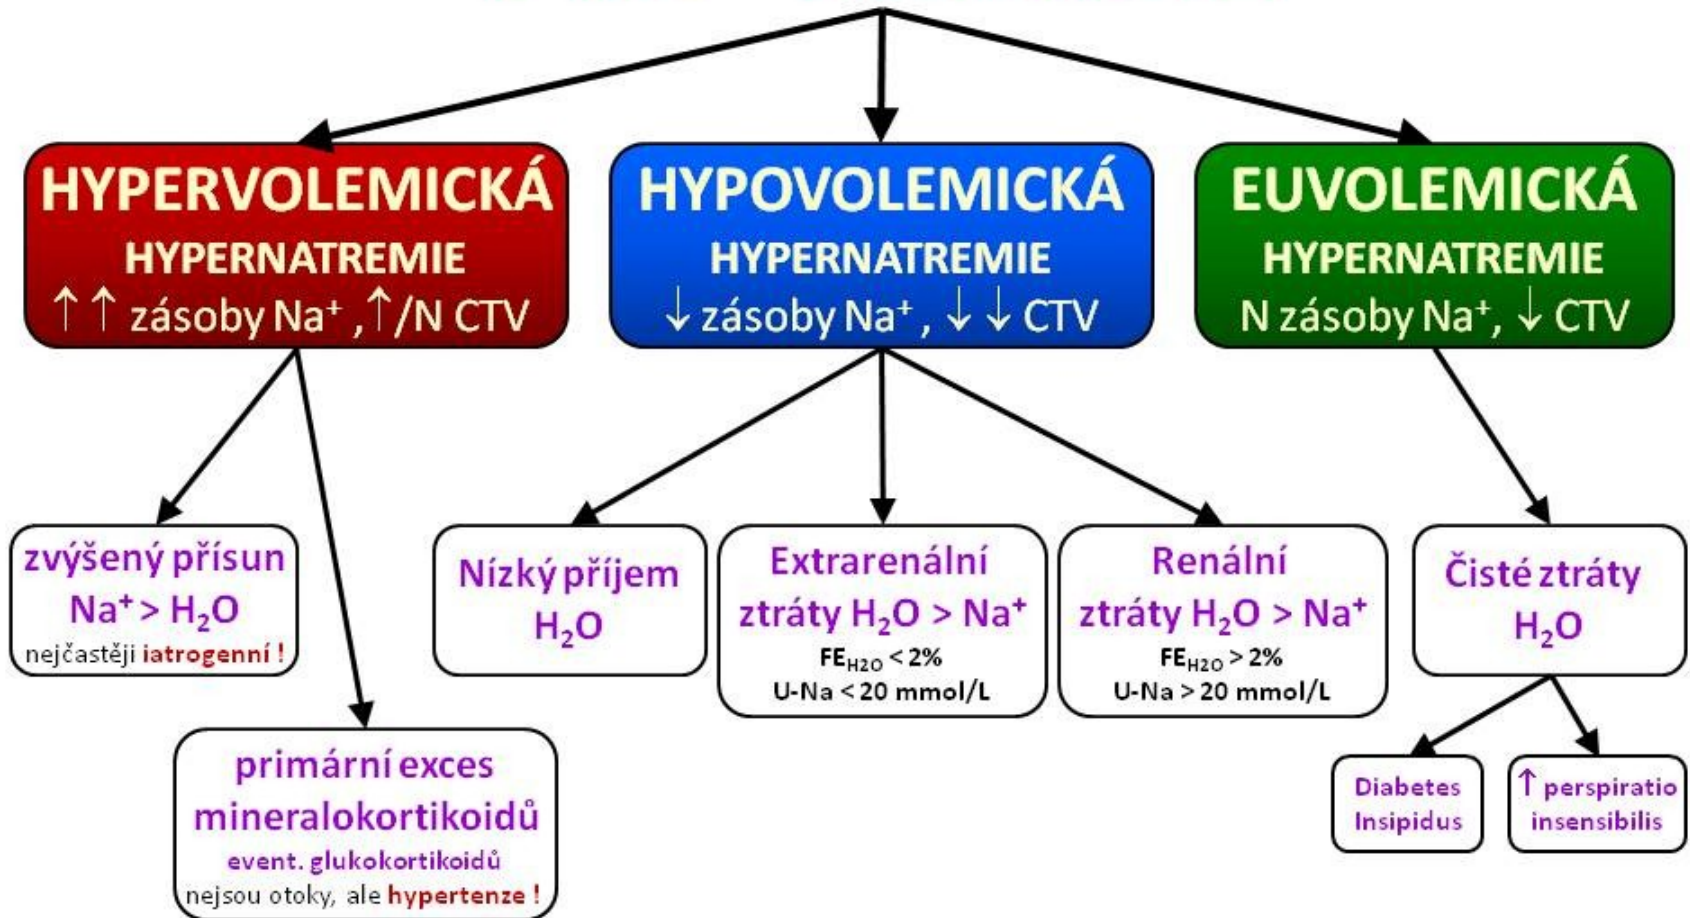 HYPERVOLEMICKÁ
HYPERNATREMIE
↑↑ zásoby Na⁺ ,↑/N CTV
HYPOVOLEMICKÁ
HYPERNATREMIE
↓ zásoby Na⁺ , ↓↓ CTV
EUVOLEMICKÁ
HYPERNATREMIE
N zásoby Na⁺, ↓ CTV
zvýšený přísun
Na⁺ > H₂O
nejčastěji iatrogenní !
primární exces
mineralokortikoidů
event. glukokortikoidů
nejsou otoky, ale hypertenze !
Nízký příjem
H₂O
Extrarenální
ztráty H₂O > Na⁺
FE_H2O < 2%
U-Na < 20 mmol/L
Renální
ztráty H₂O > Na⁺
FE_H2O > 2%
U-Na > 20 mmol/L
Čisté ztráty
H₂O
Diabetes
Insipidus
↑ perspiratio
insensibilis